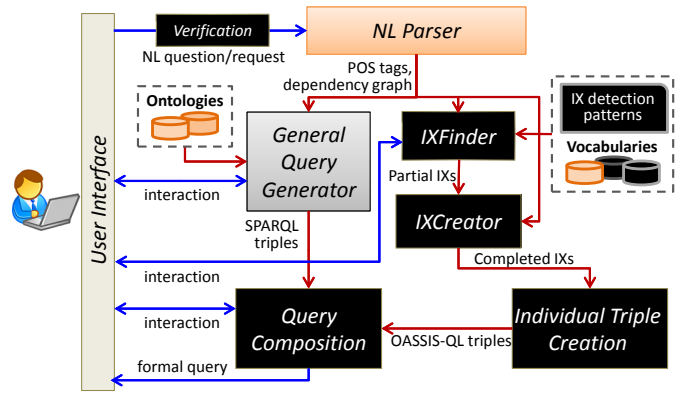 Verification
NL Parser
NL question/request
POS tags,
dependency graph
Ontologies
IX detection
patterns
General
Query
Generator
IXFinder
Vocabularies
Partial IXs
interaction
User Interface
IXCreator
SPARQL
triples
Completed IXs
interaction
Query
Composition
Individual Triple
Creation
interaction
OASSIS-QL triples
formal query